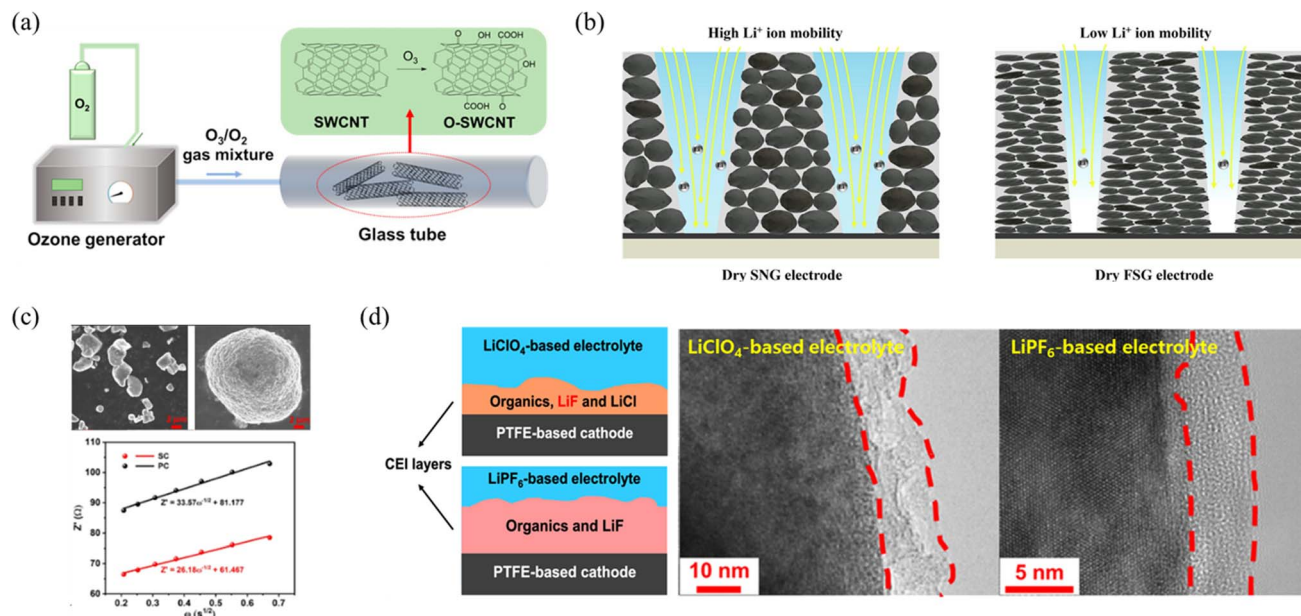 (a)
O₂
O₃/O₂
gas mixture
Ozone generator
COOH
OH
O
O₃
OH
COOH
O
SWCNT
O-SWCNT
Glass tube
(b)
High Li⁺ ion mobility
Low Li⁺ ion mobility
Dry SNG electrode
Dry FSG electrode
(c)
110
100
90
80
70
60
Z' (Ω)
SC
PC
Z' = 33.57ω⁻¹/² + 81.177
Z' = 26.18ω⁻¹/² + 61.467
0.2 0.3 0.4 0.5 0.6 0.7
(d)
LiClO₄-based electrolyte
Organics, LiF and LiCl
PTFE-based cathode
CEI layers
LiPF₆-based electrolyte
Organics and LiF
PTFE-based cathode
LiClO₄-based electrolyte
10 nm
LiPF₆-based electrolyte
5 nm